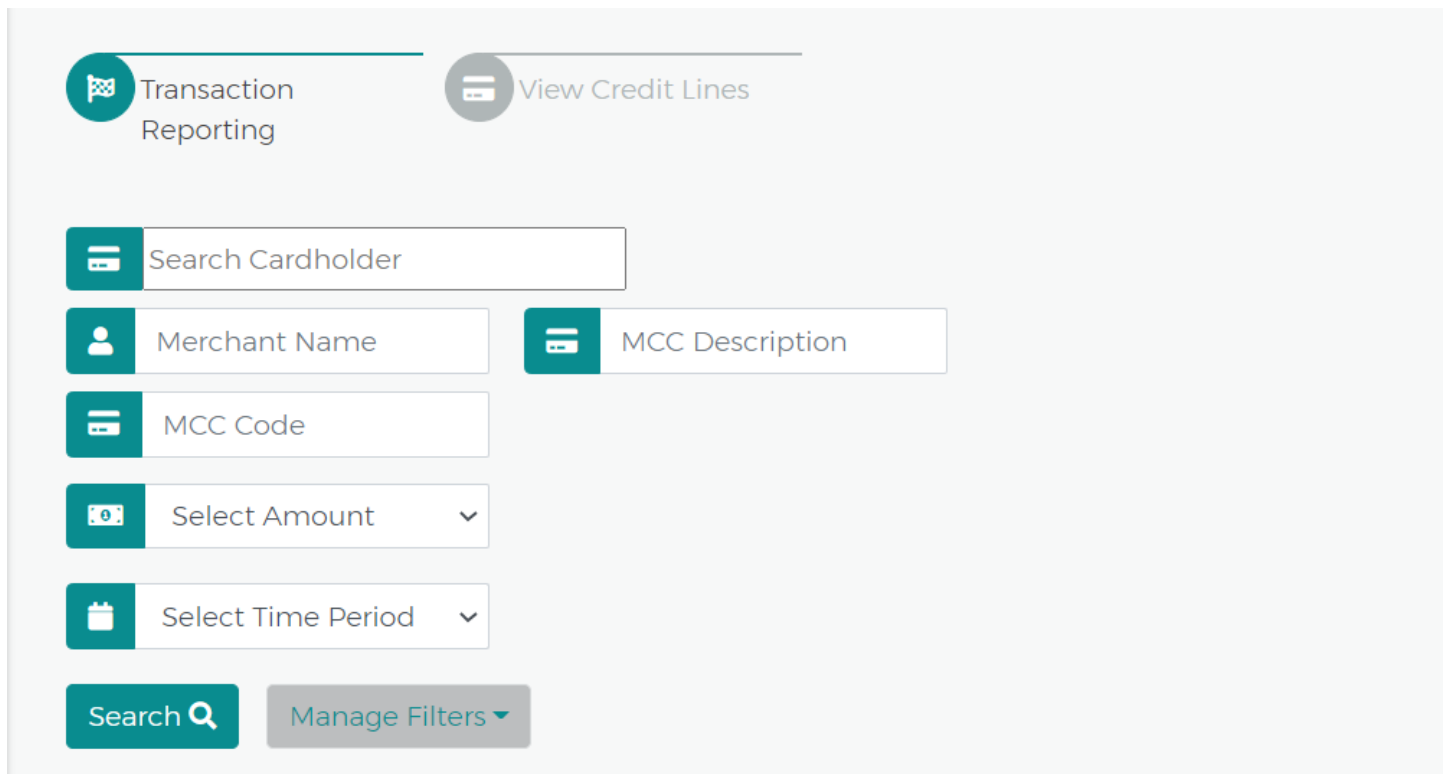 Transaction
Reporting
View Credit Lines
Search Cardholder
Merchant Name
MCC Description
MCC Code
Select Amount
Select Time Period
Search
Manage Filters